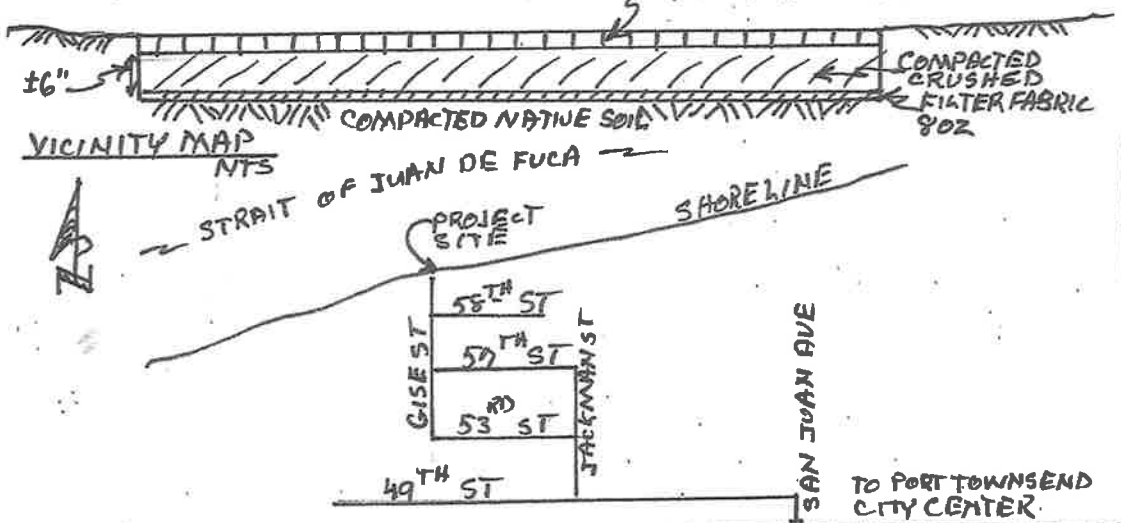 ±6"
COMPACTED
CRUSHED
FILTER FABRIC
8OZ
COMPACTED NATIVE SOIL
VICINITY MAP
NTS
STRAIT OF JUAN DE FUCA
PROJECT
SITE
SHORELINE
58TH ST
57TH ST
53RD ST
49TH ST
GISE ST
JACKMAN ST
SAN JUAN AVE
TO PORT TOWNSEND
CITY CENTER
N